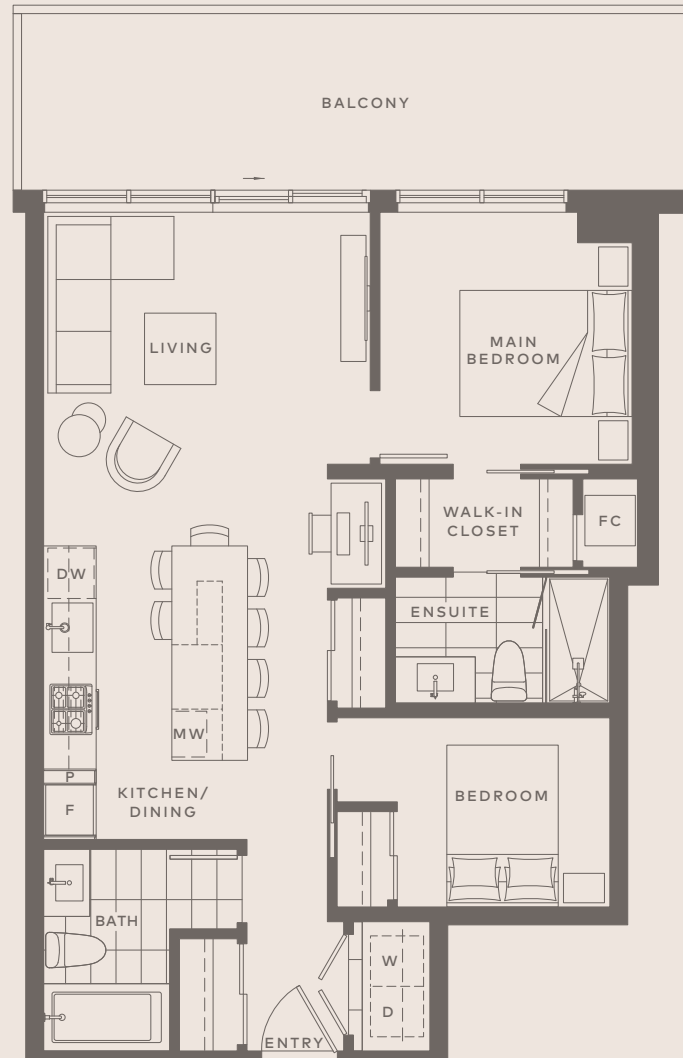 BALCONY
LIVING
MAIN
BEDROOM
WALK-IN
CLOSET
FC
DW
ENSUITE
MW
P
F
KITCHEN/
DINING
BEDROOM
BATH
W
D
ENTRY